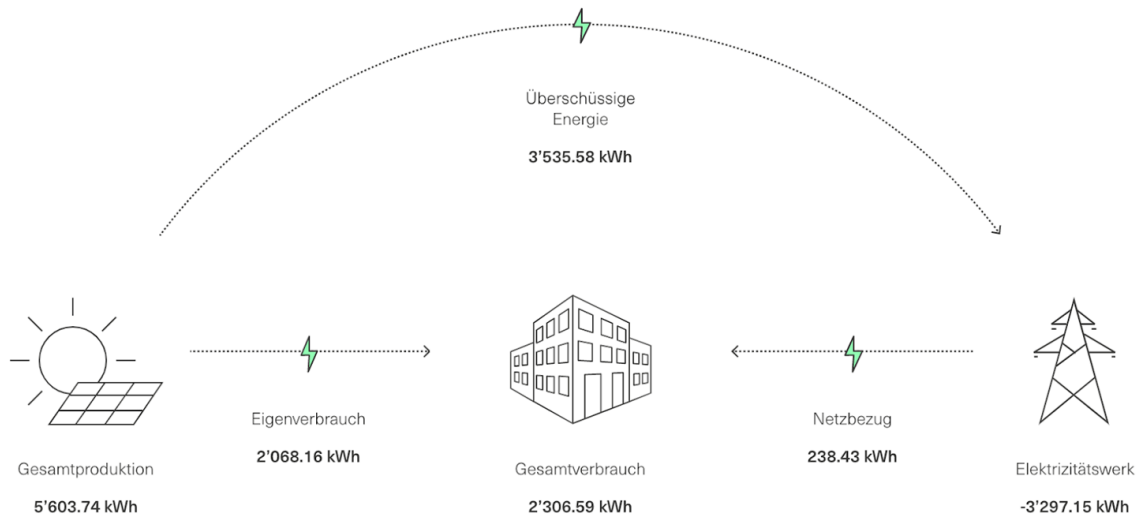 Überschüssige
Energie
3’535.58 kWh
Eigenverbrauch
2’068.16 kWh
Netzbezug
238.43 kWh
Gesamtproduktion
5’603.74 kWh
Gesamtverbrauch
2’306.59 kWh
Elektrizitätswerk
-3’297.15 kWh